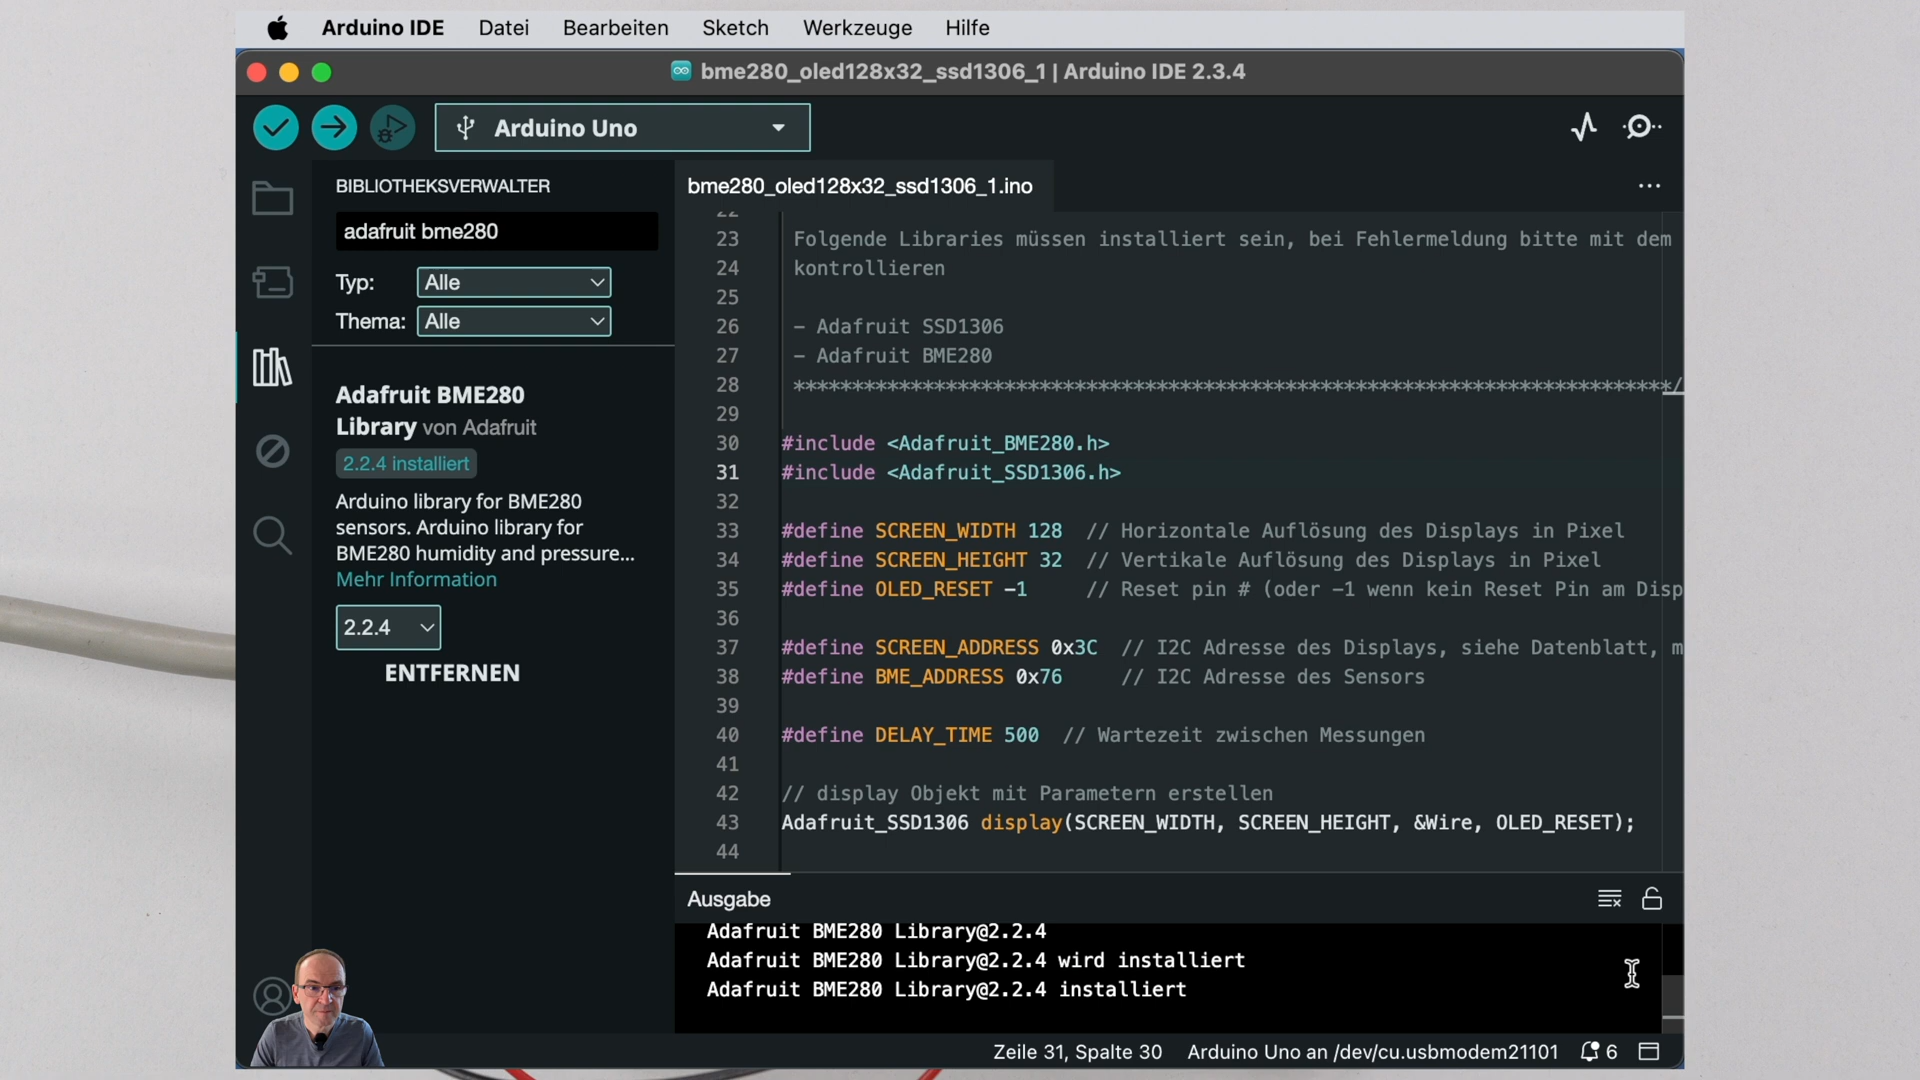 Arduino IDE Datei Bearbeiten Sketch Werkzeuge Hilfe
bme280_oled128x32_ssd1306_1 | Arduino IDE 2.3.4
Arduino Uno
BIBLIOTHEKSVERWALTER
adafruit bme280
Typ: Alle
Thema: Alle
Adafruit BME280
Library von Adafruit
2.2.4 installiert
Arduino library for BME280
sensors. Arduino library for
BME280 humidity and pressure...
Mehr Information
2.2.4
ENTFERNEN
bme280_oled128x32_ssd1306_1.ino
22
23 Folgende Libraries müssen installiert sein, bei Fehlermeldung bitte mit dem
24 kontrollieren
25
26 – Adafruit SSD1306
27 – Adafruit BME280
28 ***************************************************************************/
29
30 #include <Adafruit_BME280.h>
31 #include <Adafruit_SSD1306.h>
32
33 #define SCREEN_WIDTH 128 // Horizontale Auflösung des Displays in Pixel
34 #define SCREEN_HEIGHT 32 // Vertikale Auflösung des Displays in Pixel
35 #define OLED_RESET -1 // Reset pin # (oder -1 wenn kein Reset Pin am Disp
36
37 #define SCREEN_ADDRESS 0x3C // I2C Adresse des Displays, siehe Datenblatt, m
38 #define BME_ADDRESS 0x76 // I2C Adresse des Sensors
39
40 #define DELAY_TIME 500 // Wartezeit zwischen Messungen
41
42 // display Objekt mit Parametern erstellen
43 Adafruit_SSD1306 display(SCREEN_WIDTH, SCREEN_HEIGHT, &Wire, OLED_RESET);
44
Ausgabe
Adafruit BME280 Library@2.2.4
Adafruit BME280 Library@2.2.4 wird installiert
Adafruit BME280 Library@2.2.4 installiert
Zeile 31, Spalte 30 Arduino Uno an /dev/cu.usbmodem21101 6